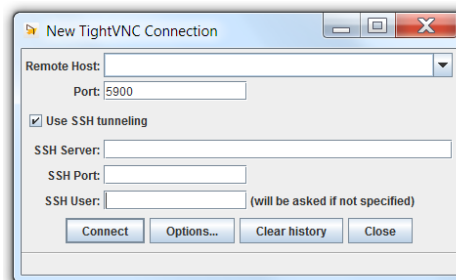 New TightVNC Connection
Remote Host:
Port: 5900
Use SSH tunneling
SSH Server:
SSH Port:
SSH User: (will be asked if not specified)
Connect Options... Clear history Close